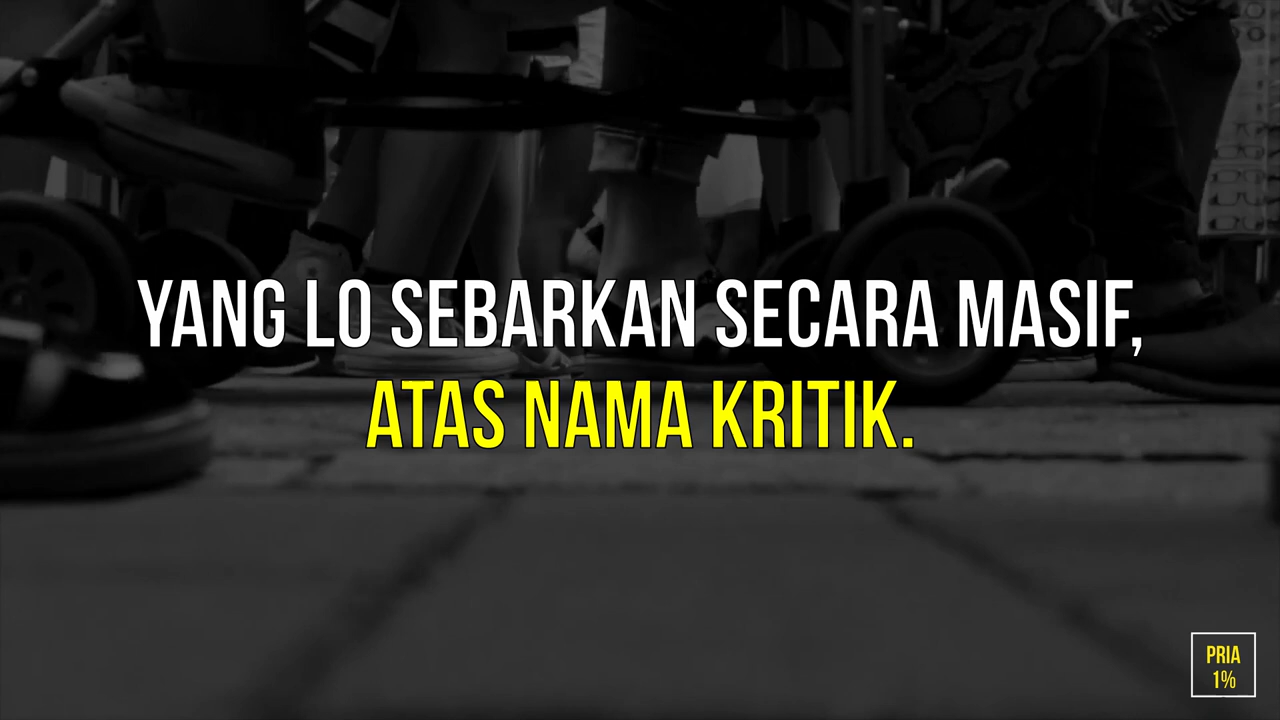 YANG LO SEBARKAN SECARA MASIF,
ATAS NAMA KRITIK.
PRIA
1%